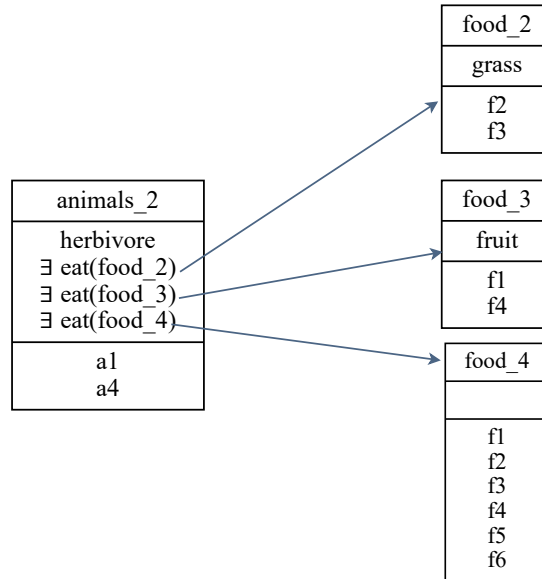 food_2
grass
f2
f3
animals_2
herbivore
∃ eat(food_2)
∃ eat(food_3)
∃ eat(food_4)
a1
a4
food_3
fruit
f1
f4
food_4
f1
f2
f3
f4
f5
f6